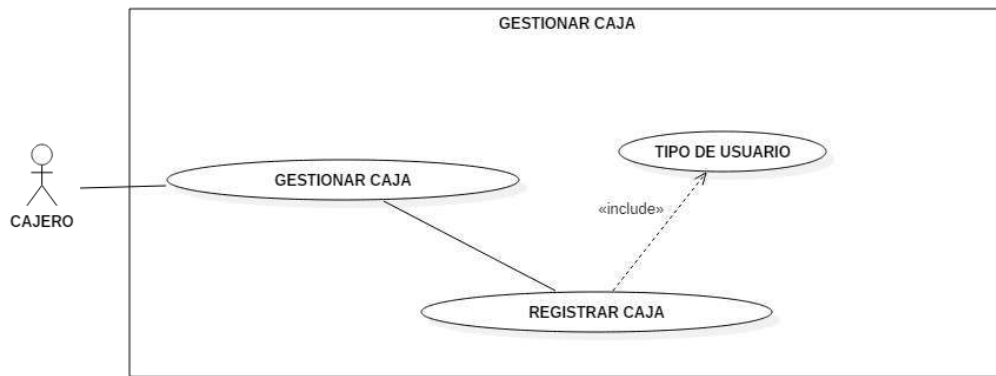 GESTIONAR CAJA
TIPO DE USUARIO
GESTIONAR CAJA
«include»
CAJERO
REGISTRAR CAJA